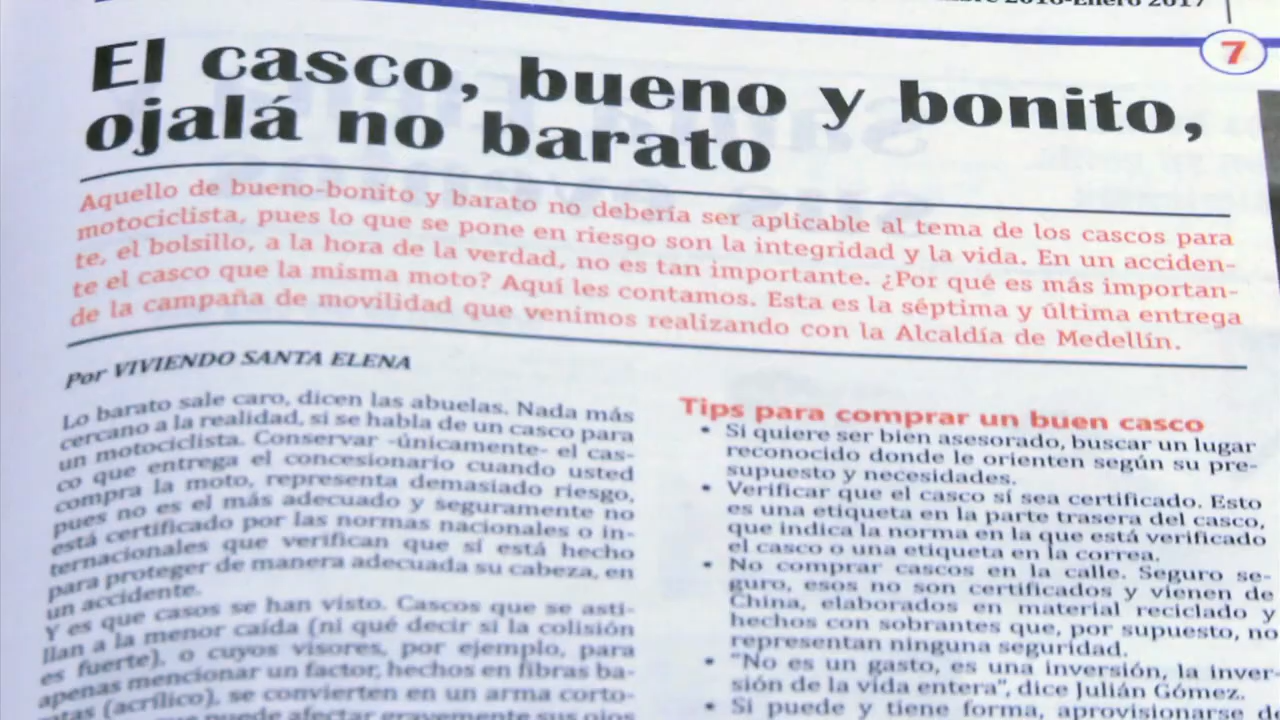 2016-Enero 2017
7
El casco, bueno y bonito,
ojalá no barato
Aquello de bueno-bonito y barato no debería ser aplicable al tema de los cascos para
motociclista, pues lo que se pone en riesgo son la integridad y la vida. En un acciden-
te, el bolsillo, a la hora de la verdad, no es tan importante. ¿Por qué es más importan-
te el casco que la misma moto? Aquí les contamos. Esta es la séptima y última entrega
de la campaña de movilidad que venimos realizando con la Alcaldía de Medellín.
Por VIVIENDO SANTA ELENA
Lo barato sale caro, dicen las abuelas. Nada más
cercano a la realidad, si se habla de un casco para
un motociclista. Conservar -únicamente- el cas-
co que entrega el concesionario cuando usted
compra la moto, representa demasiado riesgo,
pues no es el más adecuado y seguramente no
está certificado por las normas nacionales o in-
ternacionales que verifican que sí está hecho
para proteger de manera adecuada su cabeza, en
un accidente.
Y es que casos se han visto. Cascos que se asti-
llan a la menor caída (ni qué decir si la colisión
es fuerte), o cuyos visores, por ejemplo, para
apenas mencionar un factor, hechos en fibras ba-
ratas (acrílico), se convierten en un arma corto-
que puede afectar gravemente sus ojos
Tips para comprar un buen casco
• Si quiere ser bien asesorado, buscar un lugar
reconocido donde le orienten según su pre-
supuesto y necesidades.
• Verificar que el casco sí sea certificado. Esto
es una etiqueta en la parte trasera del casco,
que indica la norma en la que está verificado
el casco o una etiqueta en la correa.
• No comprar cascos en la calle. Seguro se-
guro, esos no son certificados y vienen de
China, elaborados en material reciclado y
hechos con sobrantes que, por supuesto, no
representan ninguna seguridad.
• "No es un gasto, es una inversión, la inver-
sión de la vida entera", dice Julián Gómez.
• Si puede y tiene forma, aprovisionarse de